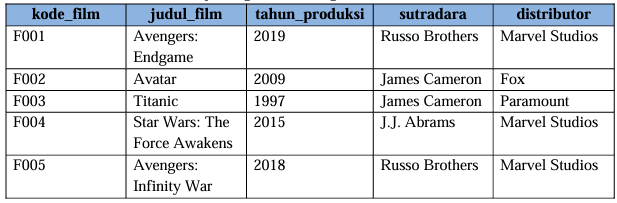 kode_film judul_film tahun_produksi sutradara distributor
F001 Avengers: Endgame 2019 Russo Brothers Marvel Studios
F002 Avatar 2009 James Cameron Fox
F003 Titanic 1997 James Cameron Paramount
F004 Star Wars: The Force Awakens 2015 J.J. Abrams Marvel Studios
F005 Avengers: Infinity War 2018 Russo Brothers Marvel Studios